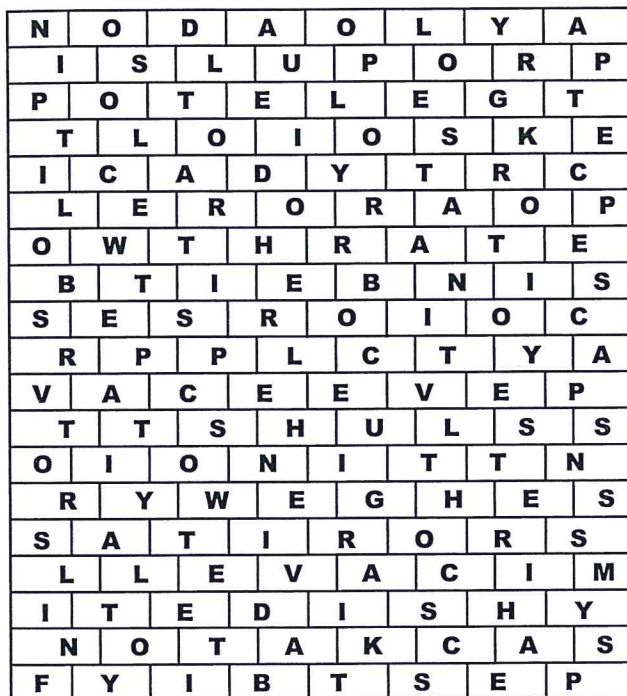 N O D A O L Y A
I S L U P O R P
P O T E L E G T
T L O I O S K E
I C A D Y T R C
L E R O R A O P
O W T H R A T E
B T I E B N I S
S E S R O I O C
R P P L C T Y A
V A C E E V E P
T T S H U L S S
O I O N I T T N
R Y W E G H E S
S A T I R O R S
L L E V A C I M
I T E D I S H Y
N O T A K C A S
F Y I B T S E P